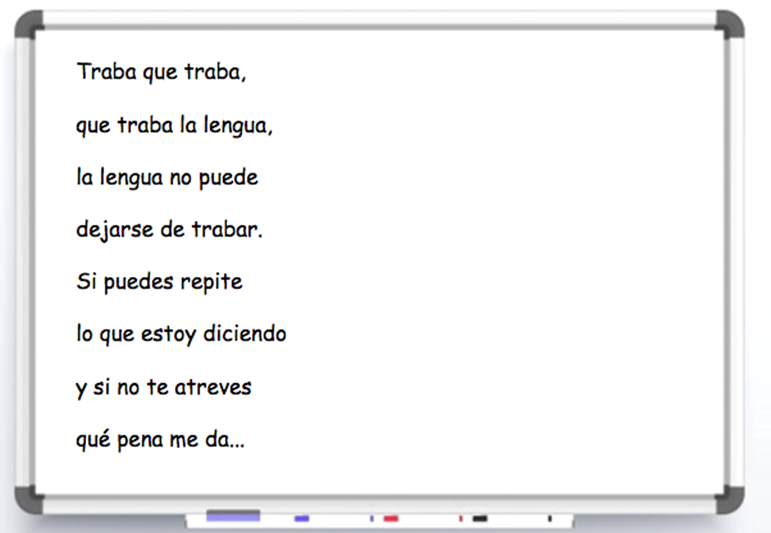 Traba que traba,
que traba la lengua,
la lengua no puede
dejarse de trabar.
Si puedes repite
lo que estoy diciendo
y si no te atreves
qué pena me da...